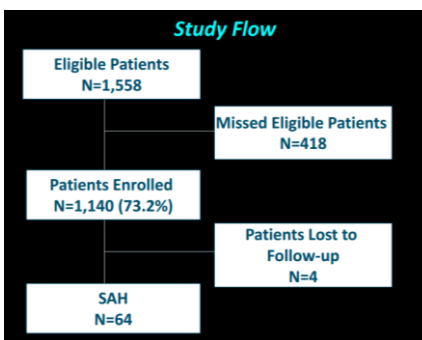 Study Flow
Eligible Patients
N=1,558
Missed Eligible Patients
N=418
Patients Enrolled
N=1,140 (73.2%)
Patients Lost to
Follow-up
N=4
SAH
N=64